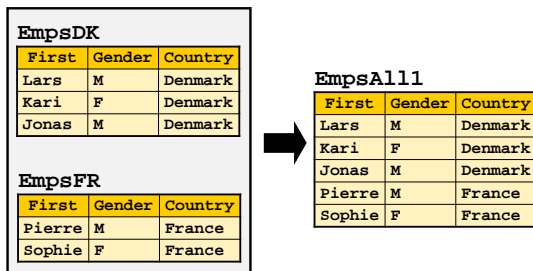 EmpsDK
First Gender Country
Lars M Denmark
Kari F Denmark
Jonas M Denmark
EmpsFR
First Gender Country
Pierre M France
Sophie F France
EmpsAll1
First Gender Country
Lars M Denmark
Kari F Denmark
Jonas M Denmark
Pierre M France
Sophie F France